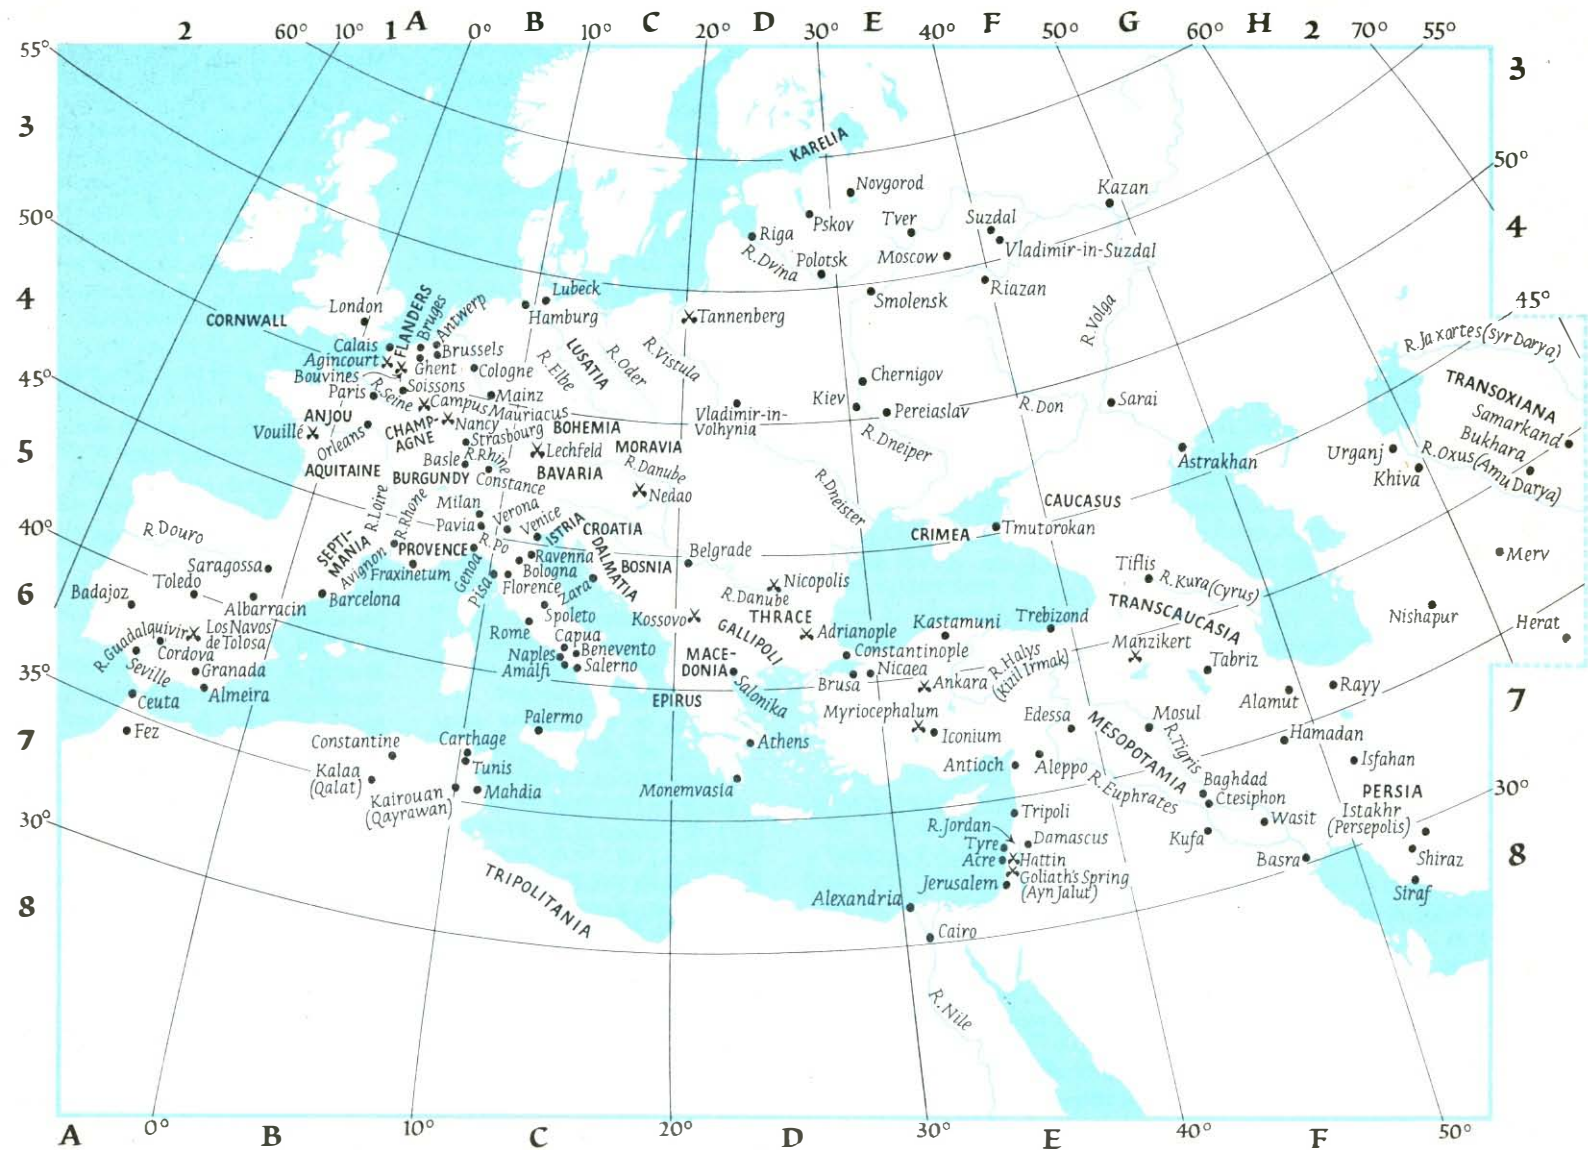 2
60°
10°
1
A
0°
B
10°
C
20°
D
30°
E
40°
F
50°
G
60°
H
2
70°
55°
55°
3
3
50°
50°
4
4
45°
45°
5
40°
6
35°
7
7
30°
30°
8
8
KARELIA
Novgorod
Pskov
Riga
R.Dvina
Polotsk
Tver
Moscow
Suzdal
Vladimir-in-Suzdal
Kazan
Riazan
Smolensk
R.Volga
CORNWALL
London
FLANDERS
Bruges
Antwerp
Lubeck
Hamburg
Tannenberg
Calais
Agincourt
Bouvines
Brussels
Ghent
Cologne
R.Elbe
LUSATIA
R.Oder
R.Vistula
Paris
R.Seine
Soissons
Campus Mauriacus
Mainz
ANJOU
Vouillé
Orleans
CHAMP-
AGNE
Nancy
Strasbourg
BOHEMIA
Lechfeld
MORAVIA
Vladimir-in-
Volhynia
Chernigov
Kiev
Pereiaslav
R.Dneiper
R.Don
Sarai
Astrakhan
R.Jaxartes(Syr Darya)
TRANSOXIANA
Samarkand
Bukhara
R.Oxus(Amu Darya)
Urganj
Khiva
AQUITAINE
BURGUNDY
Basle
R.Rhine
Constance
BAVARIA
R.Danube
Nedao
R.Dneister
CRIMEA
CAUCASUS
Tmutorokan
R.Loire
R.Rhone
Milan
Pavia
Verona
Venice
ISTRIA
CROATIA
DALMATIA
BOSNIA
Belgrade
R.Douro
SEPTI-
MANIA
Avignon
PROVENCE
Fraxinetum
R.Po
Genoa
Pisa
Ravenna
Bologna
Florence
Zara
Spoleto
Rome
Saragossa
Toledo
Badajoz
Albarracin
Barcelona
R.Guadalquivir
Los Navos
de Tolosa
Cordova
Seville
Granada
Almeira
Ceuta
Fez
Capua
Naples
Benevento
Amalfi
Salerno
Kossovo
Nicopolis
R.Danube
THRACE
GALLIPOLI
Adrianople
MACE-
DONIA
Salonika
EPIRUS
Constantinople
Nicaea
Brusa
Kastamuni
Ankara
R.Halys
(Kizil Irmak)
Trebizond
Tiflis
R.Kura(Cyrus)
TRANSCAUCASIA
Manzikert
Tabriz
Merv
Nishapur
Herat
Alamut
Rayy
Hamadan
Isfahan
Palermo
Athens
Monemvasia
Myriocephalum
Iconium
Edessa
Antioch
Aleppo
MESOPOTAMIA
Mosul
R.Tigris
R.Euphrates
Baghdad
Ctesiphon
Kufa
Wasit
Basra
PERSIA
Istakhr
(Persepolis)
Shiraz
Siraf
Constantine
Kalaa
(Qalat)
Carthage
Tunis
Kairouan
(Qayrawan)
Mahdia
TRIPOLITANIA
Tripoli
R.Jordan
Damascus
Tyre
Acre
Hattin
Goliath's Spring
(Ayn Jalut)
Jerusalem
Alexandria
Cairo
R.Nile
A
0°
B
10°
C
20°
D
30°
E
40°
F
50°